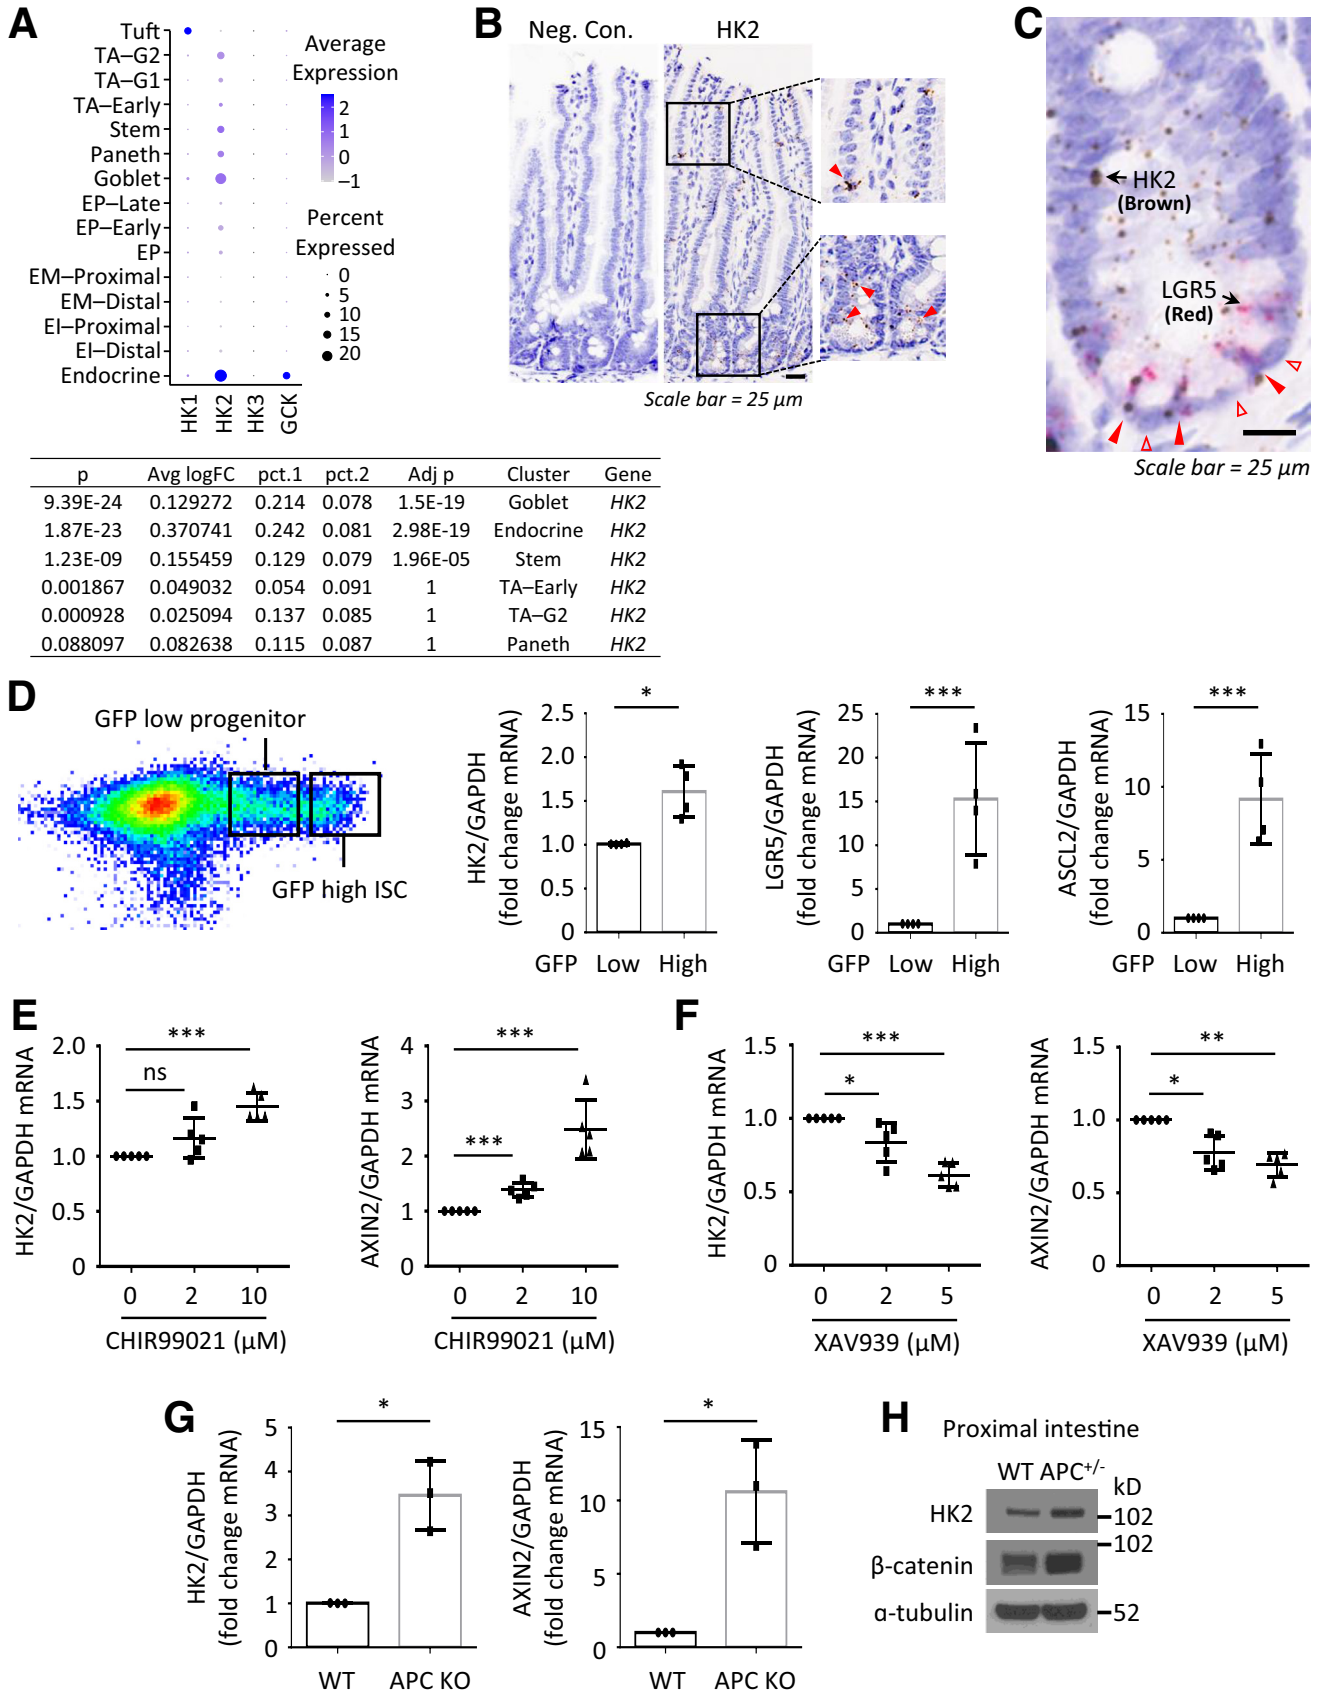 A
Tuft
TA–G2
TA–G1
TA–Early
Stem
Paneth
Goblet
EP–Late
EP–Early
EP
EM–Proximal
EM–Distal
EI–Proximal
EI–Distal
Endocrine
HK1 HK2 HK3 GCK
Average
Expression
2
1
0
–1
Percent
Expressed
0
5
10
15
20
p Avg logFC pct.1 pct.2 Adj p Cluster Gene
9.39E-24 0.129272 0.214 0.078 1.5E-19 Goblet HK2
1.87E-23 0.370741 0.242 0.081 2.98E-19 Endocrine HK2
1.23E-09 0.155459 0.129 0.079 1.96E-05 Stem HK2
0.001867 0.049032 0.054 0.091 1 TA–Early HK2
0.000928 0.025094 0.137 0.085 1 TA–G2 HK2
0.088097 0.082638 0.115 0.087 1 Paneth HK2
B
Neg. Con. HK2
Scale bar = 25 µm
C
HK2
(Brown)
LGR5
(Red)
Scale bar = 25 µm
D
GFP low progenitor
GFP high ISC
HK2/GAPDH
(fold change mRNA)
2.5
2.0
1.5
1.0
0.5
0
*
GFP Low High
LGR5/GAPDH
(fold change mRNA)
25
20
15
10
5
0
***
GFP Low High
ASCL2/GAPDH
(fold change mRNA)
15
10
5
0
***
GFP Low High
E
HK2/GAPDH mRNA
2.0
1.5
1.0
0.5
0
***
ns
0 2 10
CHIR99021 (µM)
AXIN2/GAPDH mRNA
4
3
2
1
0
***
***
0 2 10
CHIR99021 (µM)
F
HK2/GAPDH mRNA
1.5
1.0
0.5
0
***
*
0 2 5
XAV939 (µM)
AXIN2/GAPDH mRNA
1.5
1.0
0.5
0
**
*
0 2 5
XAV939 (µM)
G
HK2/GAPDH
(fold change mRNA)
5
4
3
2
1
0
*
WT APC KO
AXIN2/GAPDH
(fold change mRNA)
15
10
5
0
*
WT APC KO
H
Proximal intestine
WT APC+/-
kD
HK2 102
102
β-catenin
α-tubulin 52